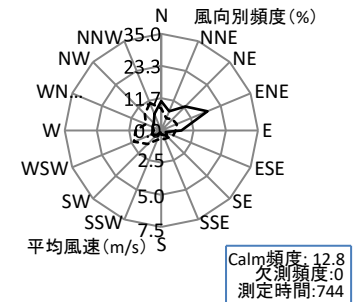 N
風向別頻度(%)
35.0
NNW
NNE
NW
23.3
NE
WN...
11.7
ENE
W
0.0
E
WSW
2.5
ESE
SW
5.0
SE
SSW
SSE
7.5
平均風速(m/s)
S
Calm頻度: 12.8
欠測頻度:0
測定時間:744